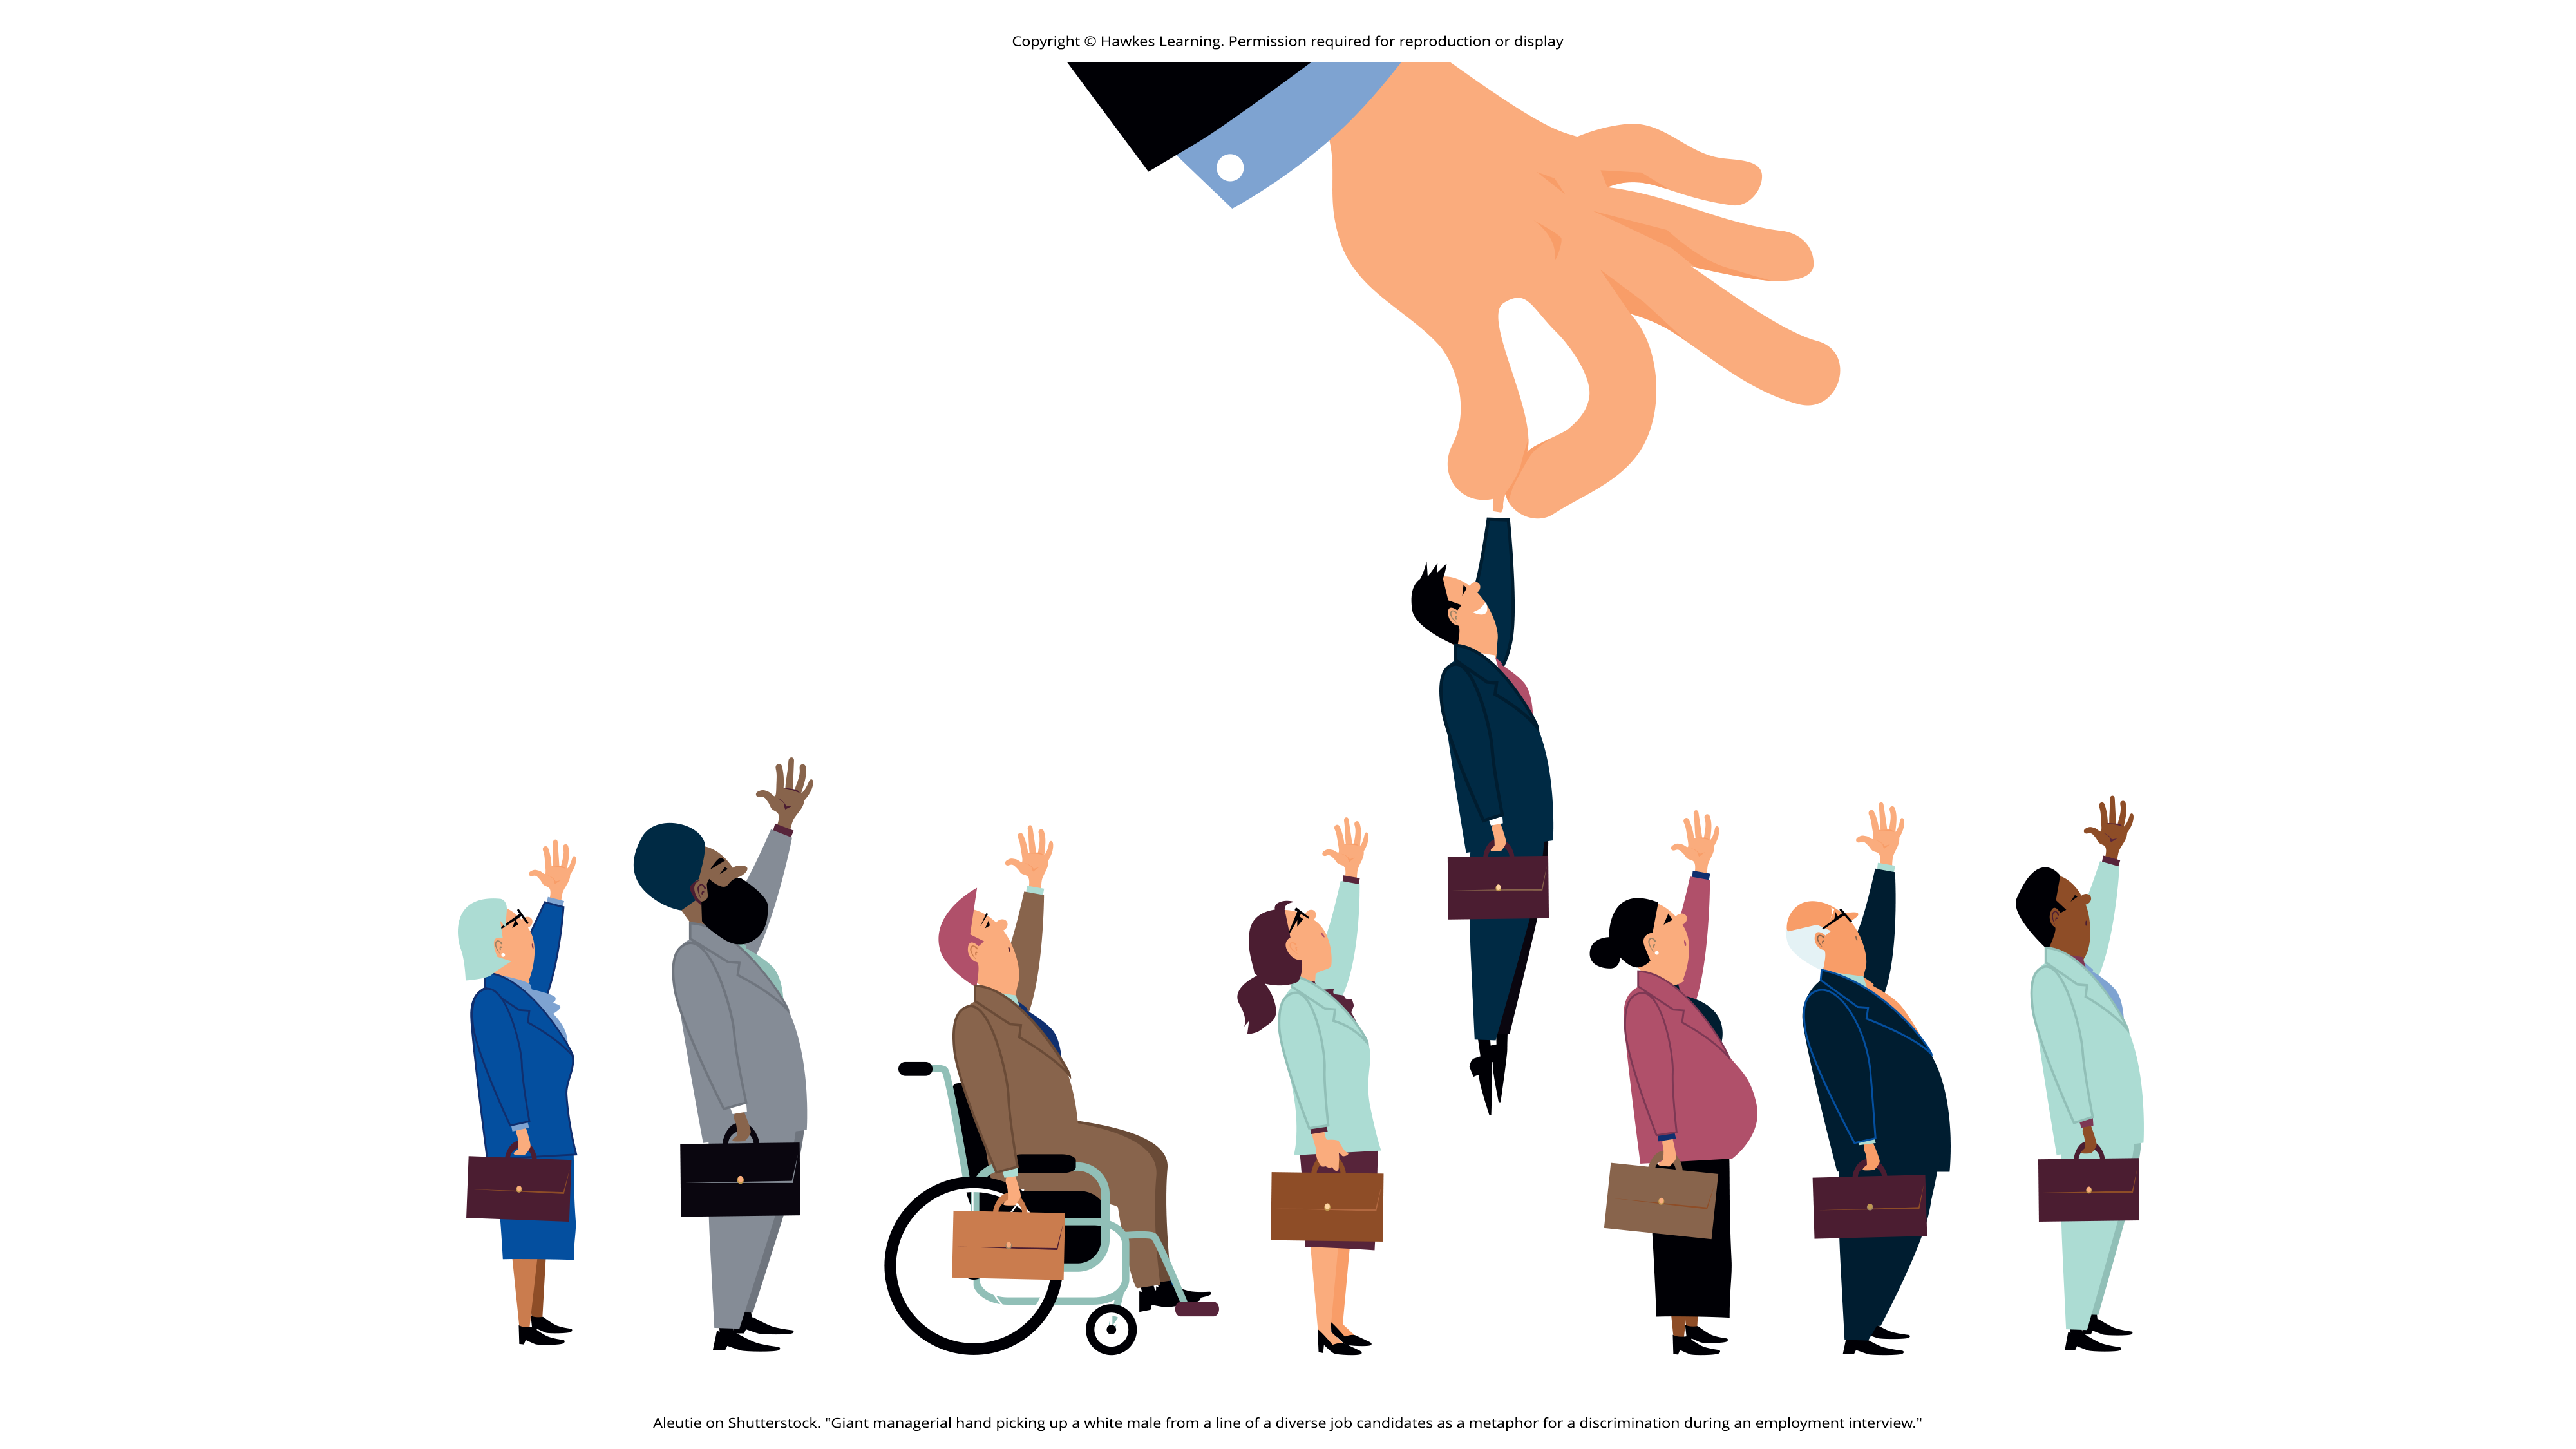 Copyright © Hawkes Learning. Permission required for reproduction or display
Aleutie on Shutterstock. "Giant managerial hand picking up a white male from a line of a diverse job candidates as a metaphor for a discrimination during an employment interview."